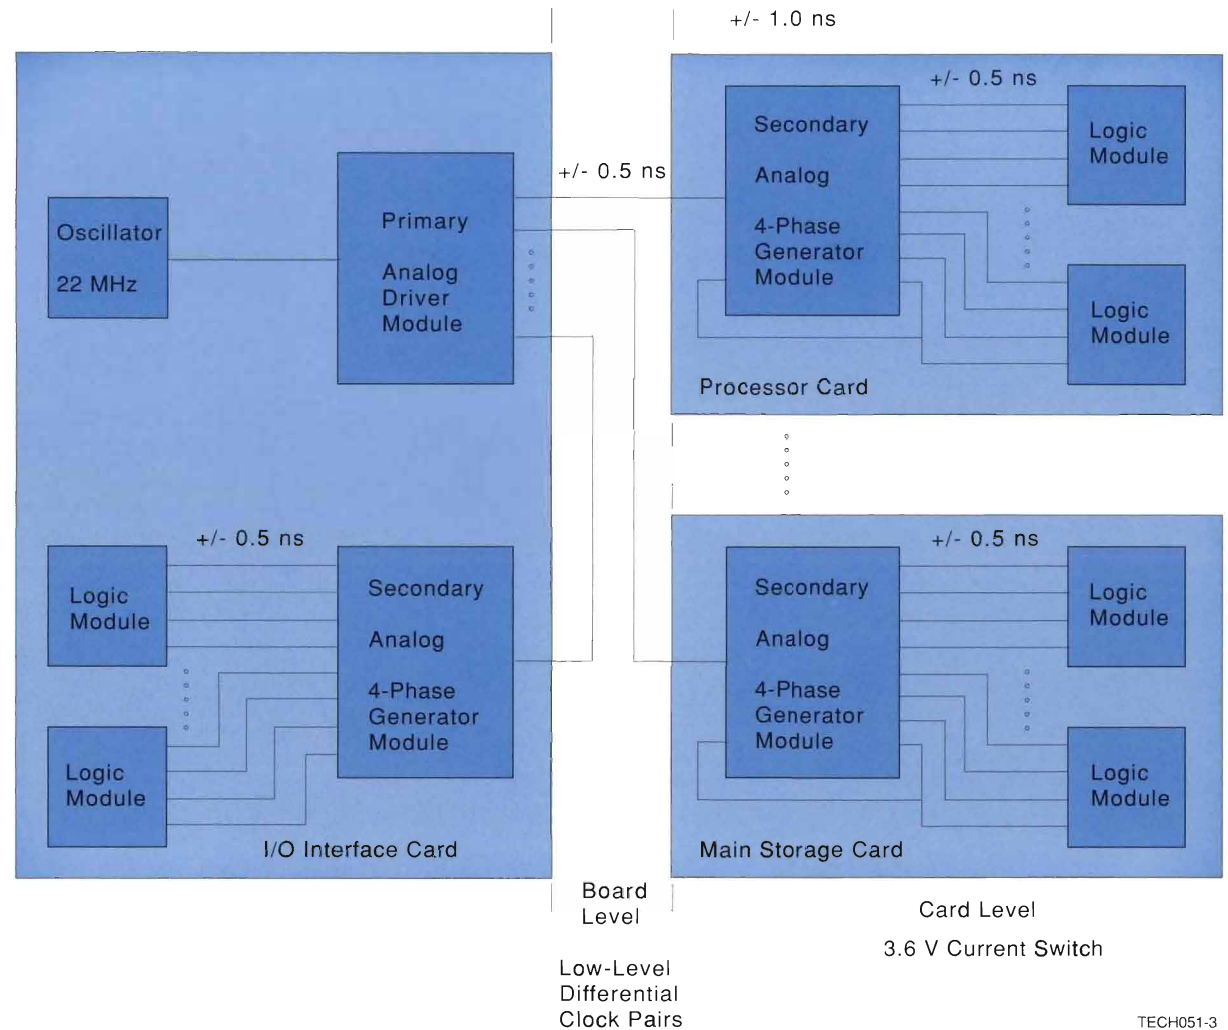 +/- 1.0 ns
+/- 0.5 ns
Secondary
Analog
4-Phase
Generator
Module
Logic
Module
Logic
Module
Processor Card
+/- 0.5 ns
Oscillator
22 MHz
Primary
Analog
Driver
Module
+/- 0.5 ns
Logic
Module
Logic
Module
Secondary
Analog
4-Phase
Generator
Module
I/O Interface Card
+/- 0.5 ns
Secondary
Analog
4-Phase
Generator
Module
Logic
Module
Logic
Module
Main Storage Card
Board
Level
Low-Level
Differential
Clock Pairs
Card Level
3.6 V Current Switch
TECH051-3